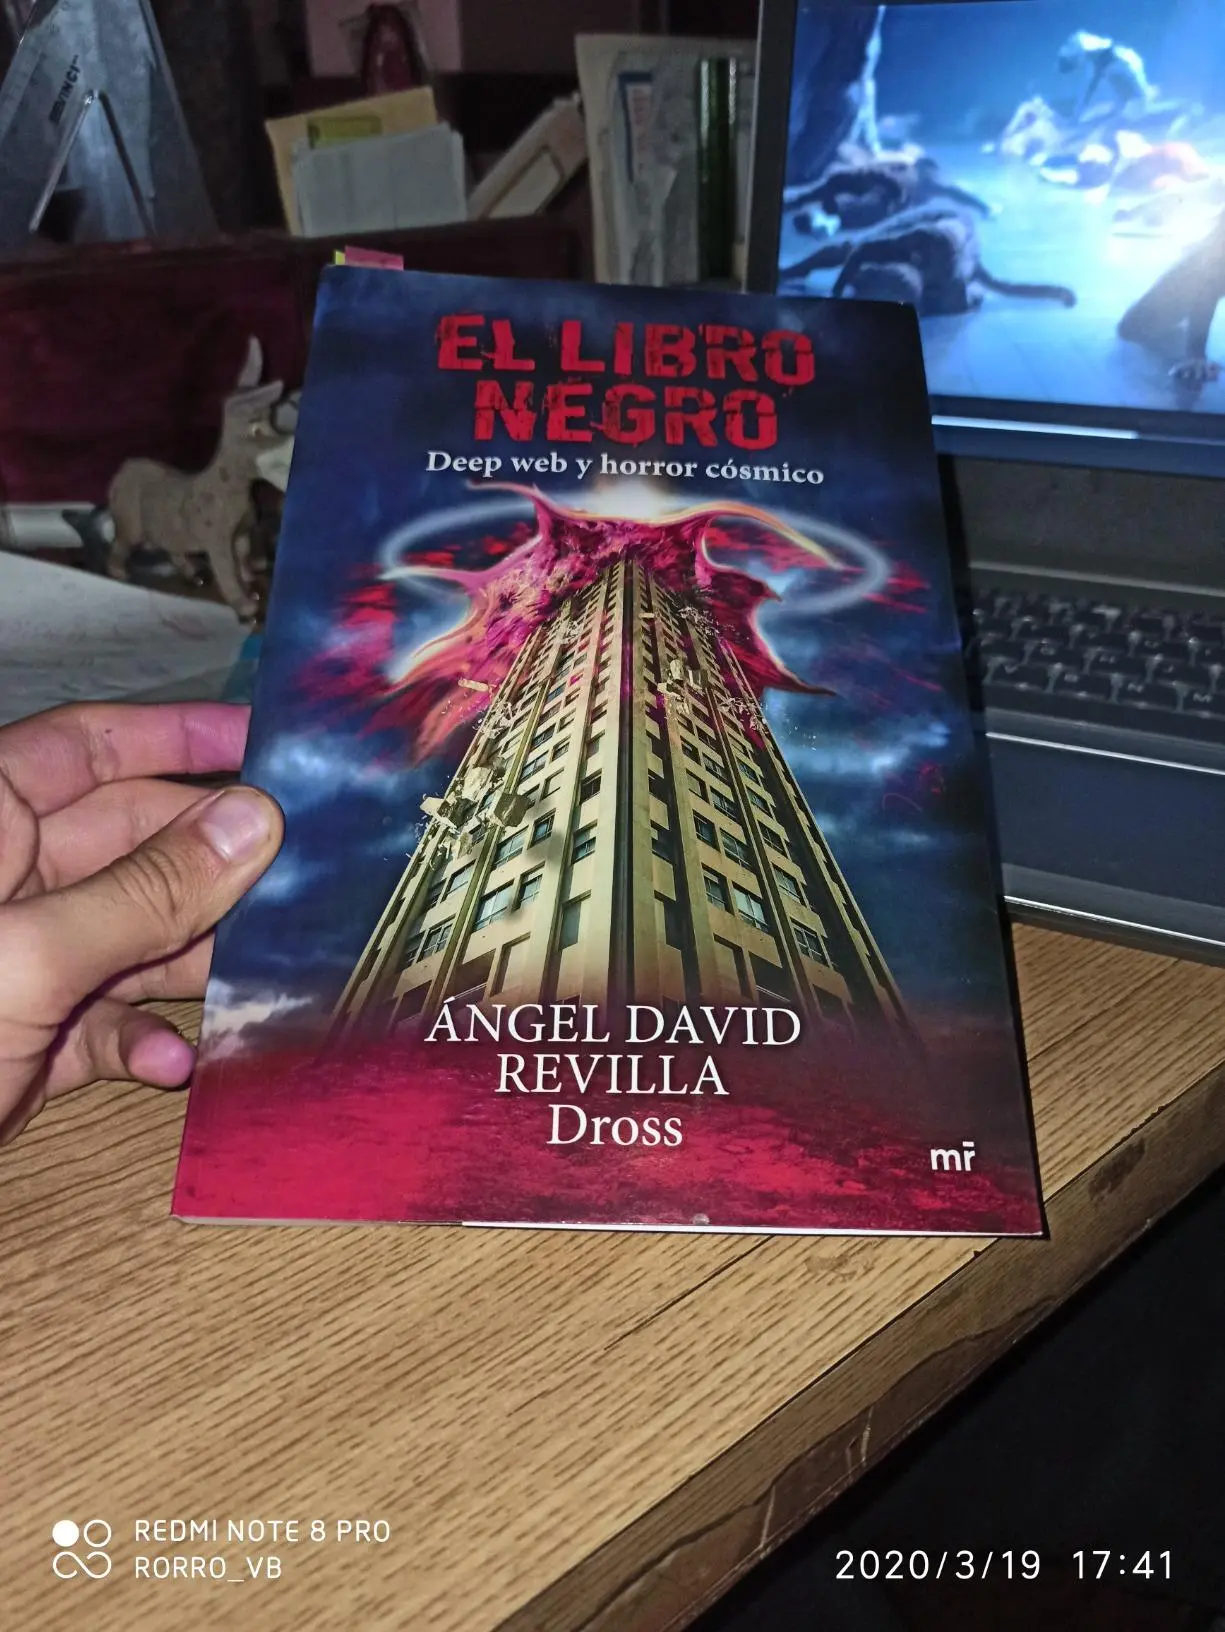 EL LIBRO
NEGRO
Deep web y horror cósmico
ÁNGEL DAVID
REVILLA
Dross
mr
REDMI NOTE 8 PRO
RORRO_VB
2020/3/19 17:41